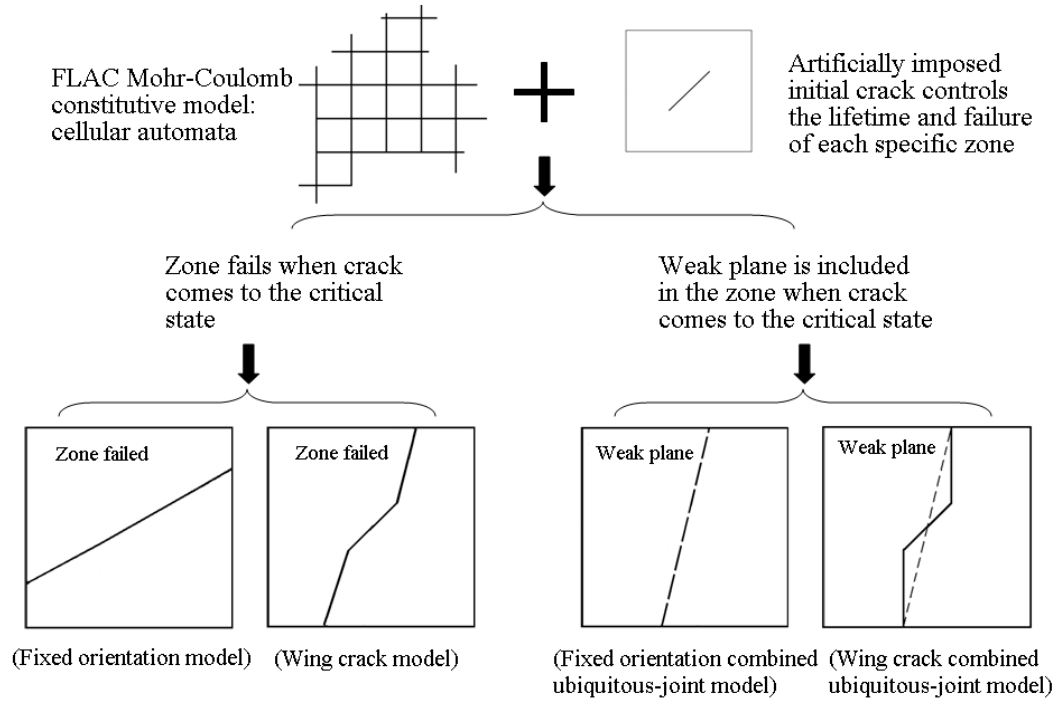 FLAC Mohr-Coulomb
constitutive model:
cellular automata
Artificially imposed
initial crack controls
the lifetime and failure
of each specific zone
Zone fails when crack
comes to the critical
state
Weak plane is included
in the zone when crack
comes to the critical state
Zone failed
Zone failed
Weak plane
Weak plane
(Fixed orientation model)
(Wing crack model)
(Fixed orientation combined
ubiquitous-joint model)
(Wing crack combined
ubiquitous-joint model)